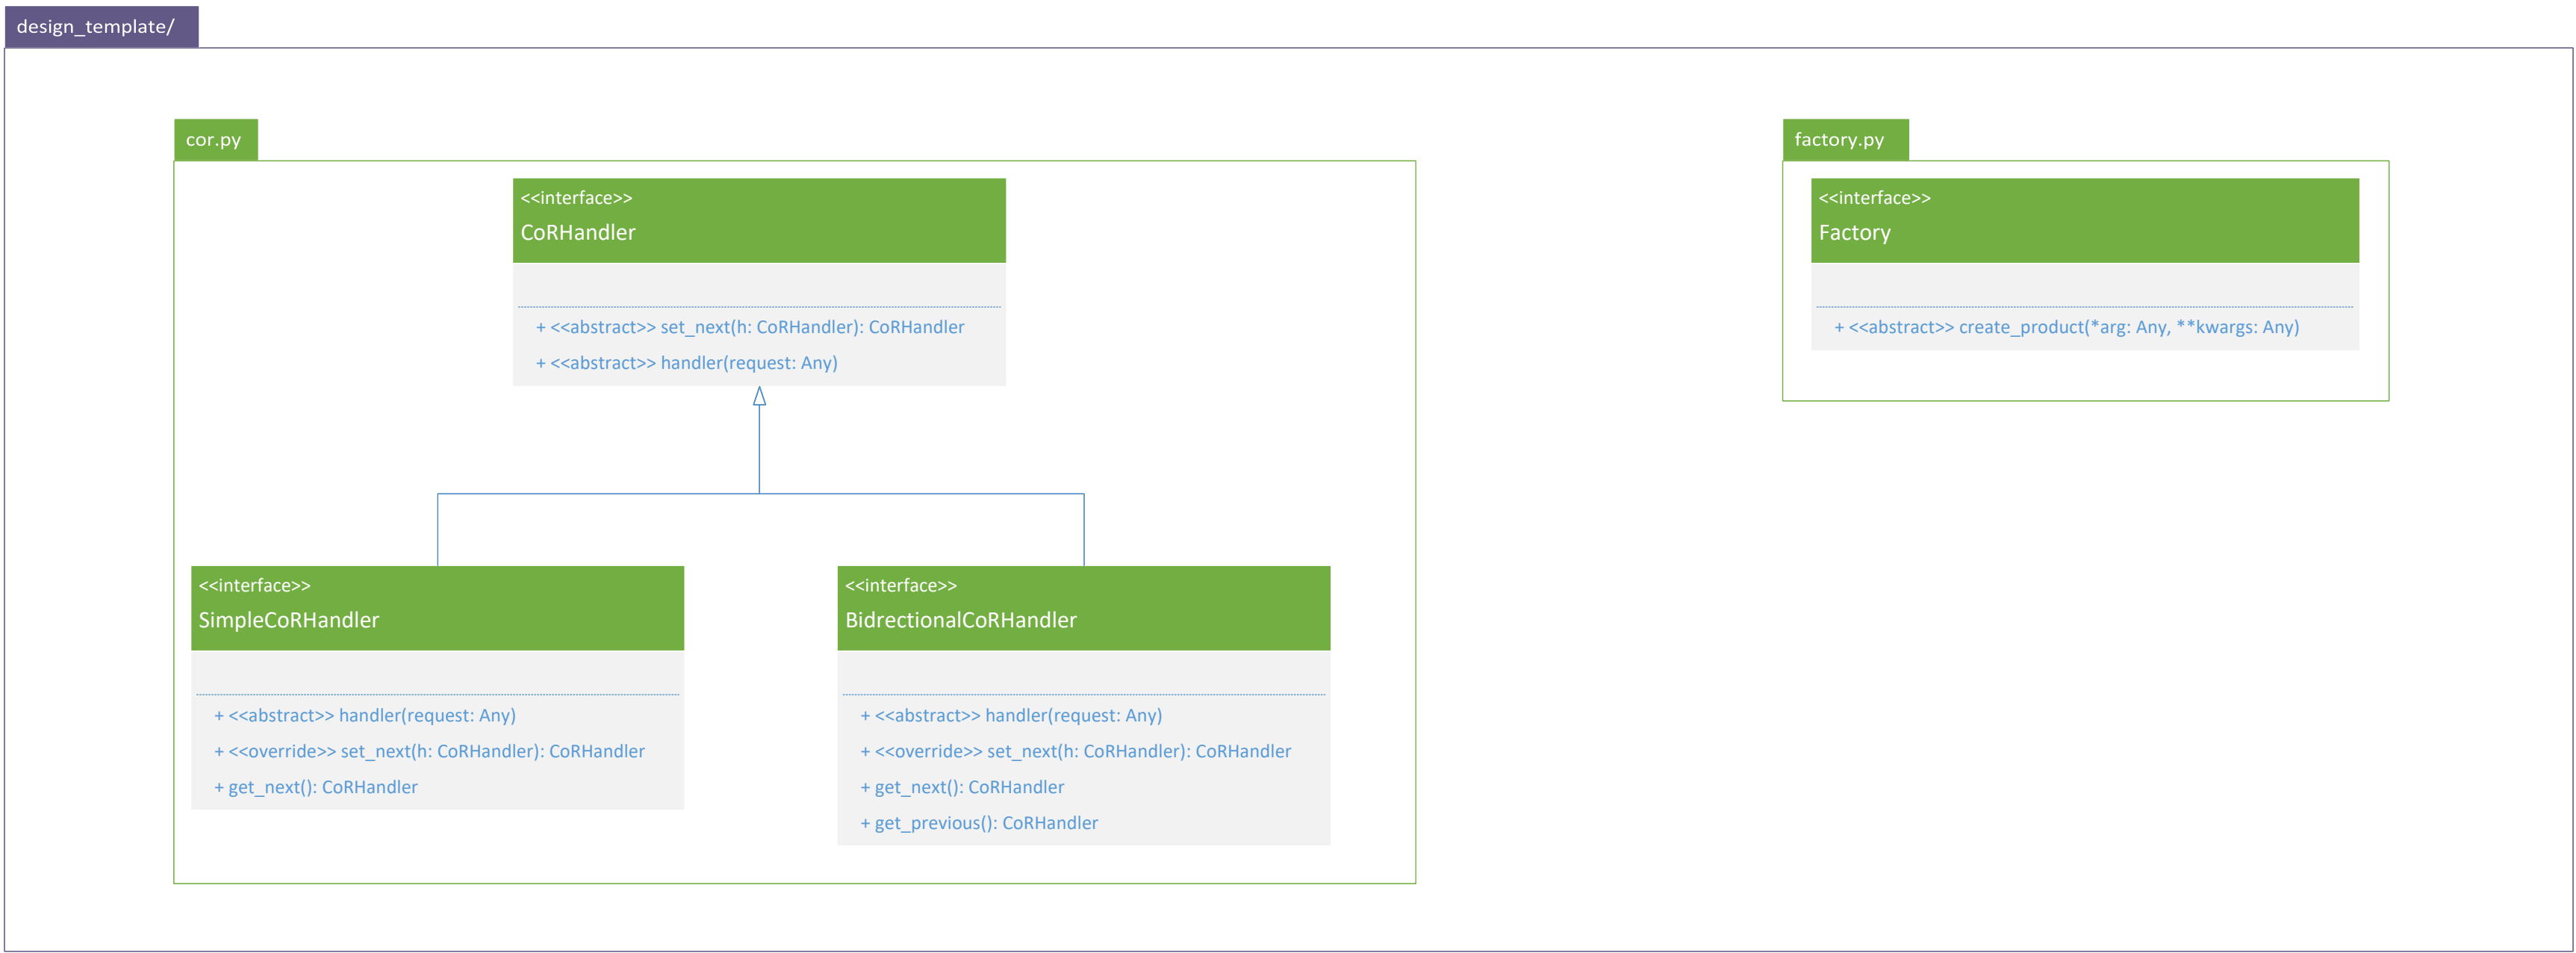 design_template/
cor.py
<<interface>>
CoRHandler
+ <<abstract>> set_next(h: CoRHandler): CoRHandler
+ <<abstract>> handler(request: Any)
<<interface>>
SimpleCoRHandler
+ <<abstract>> handler(request: Any)
+ <<override>> set_next(h: CoRHandler): CoRHandler
+ get_next(): CoRHandler
<<interface>>
BidrectionalCoRHandler
+ <<abstract>> handler(request: Any)
+ <<override>> set_next(h: CoRHandler): CoRHandler
+ get_next(): CoRHandler
+ get_previous(): CoRHandler
factory.py
<<interface>>
Factory
+ <<abstract>> create_product(*arg: Any, **kwargs: Any)